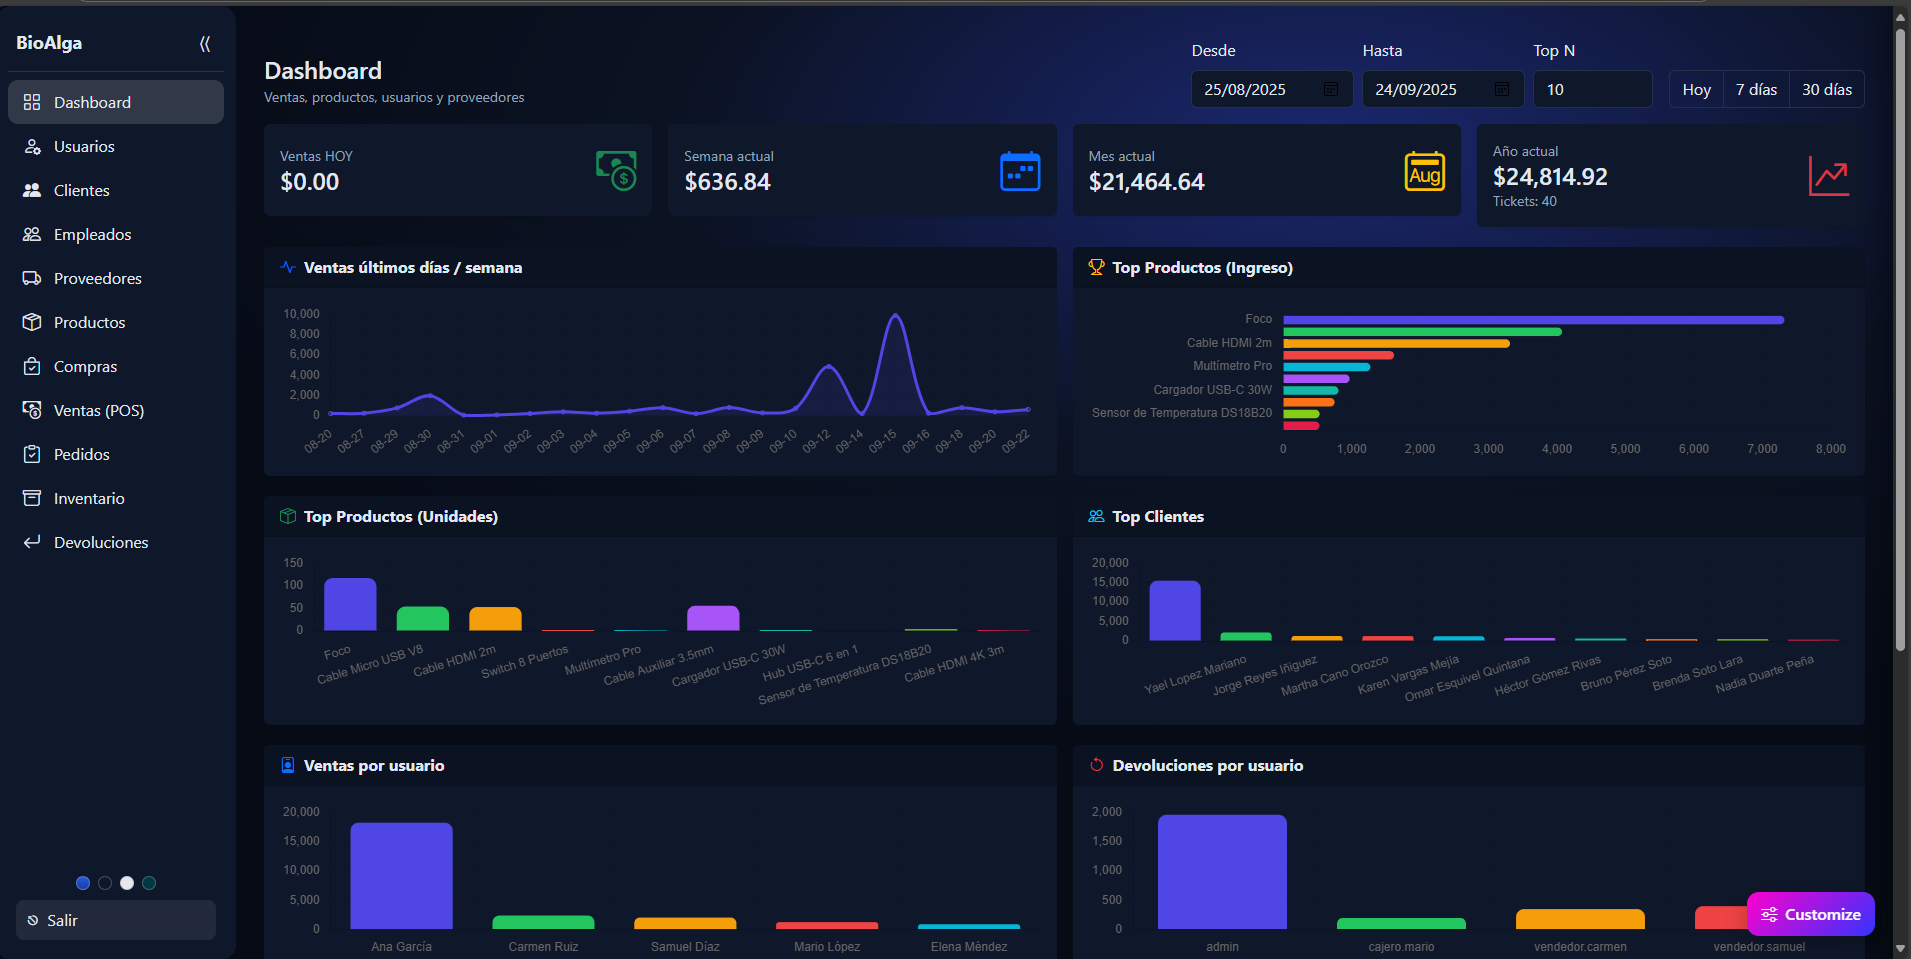 BioAlga
Dashboard
Usuarios
Clientes
Empleados
Proveedores
Productos
Compras
Ventas (POS)
Pedidos
Inventario
Devoluciones
Salir
Dashboard
Ventas, productos, usuarios y proveedores
Desde
25/08/2025
Hasta
24/09/2025
Top N
10
Hoy
7 días
30 días
Ventas HOY
$0.00
Semana actual
$636.84
Mes actual
$21,464.64
Aug
Año actual
$24,814.92
Tickets: 40
Ventas últimos días / semana
10,000
8,000
6,000
4,000
2,000
0
08-20
08-27
08-29
08-30
08-31
09-01
09-02
09-03
09-04
09-05
09-06
09-07
09-08
09-09
09-10
09-12
09-14
09-15
09-16
09-18
09-20
09-22
Top Productos (Ingreso)
Foco
Cable HDMI 2m
Multímetro Pro
Cargador USB-C 30W
Sensor de Temperatura DS18B20
0
1,000
2,000
3,000
4,000
5,000
6,000
7,000
8,000
Top Productos (Unidades)
150
100
50
0
Foco
Cable Micro USB V8
Cable HDMI 2m
Switch 8 Puertos
Multímetro Pro
Cable Auxiliar 3.5mm
Cargador USB-C 30W
Hub USB-C 6 en 1
Sensor de Temperatura DS18B20
Cable HDMI 4K 3m
Top Clientes
20,000
15,000
10,000
5,000
0
Yael Lopez Mariano
Jorge Reyes Iñiguez
Martha Cano Orozco
Karen Vargas Mejía
Omar Esquivel Quintana
Héctor Gómez Rivas
Bruno Pérez Soto
Brenda Soto Lara
Nadia Duarte Peña
Ventas por usuario
20,000
15,000
10,000
5,000
0
Ana García
Carmen Ruiz
Samuel Díaz
Mario López
Elena Méndez
Devoluciones por usuario
2,000
1,500
1,000
500
0
admin
cajero.mario
vendedor.carmen
vendedor.samuel
Customize